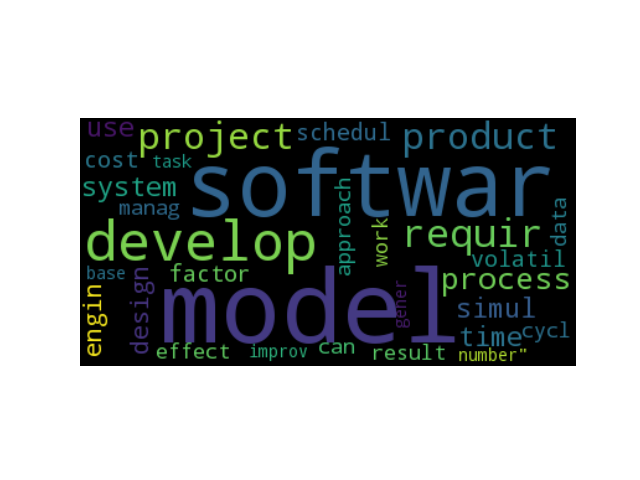 use project schedul product
cost task
softwar
system
manag
approach
work
data
develop
requir
volatil
base
factor
process
engin
design
model
gener
simul
time cycl
effect improv can result number"